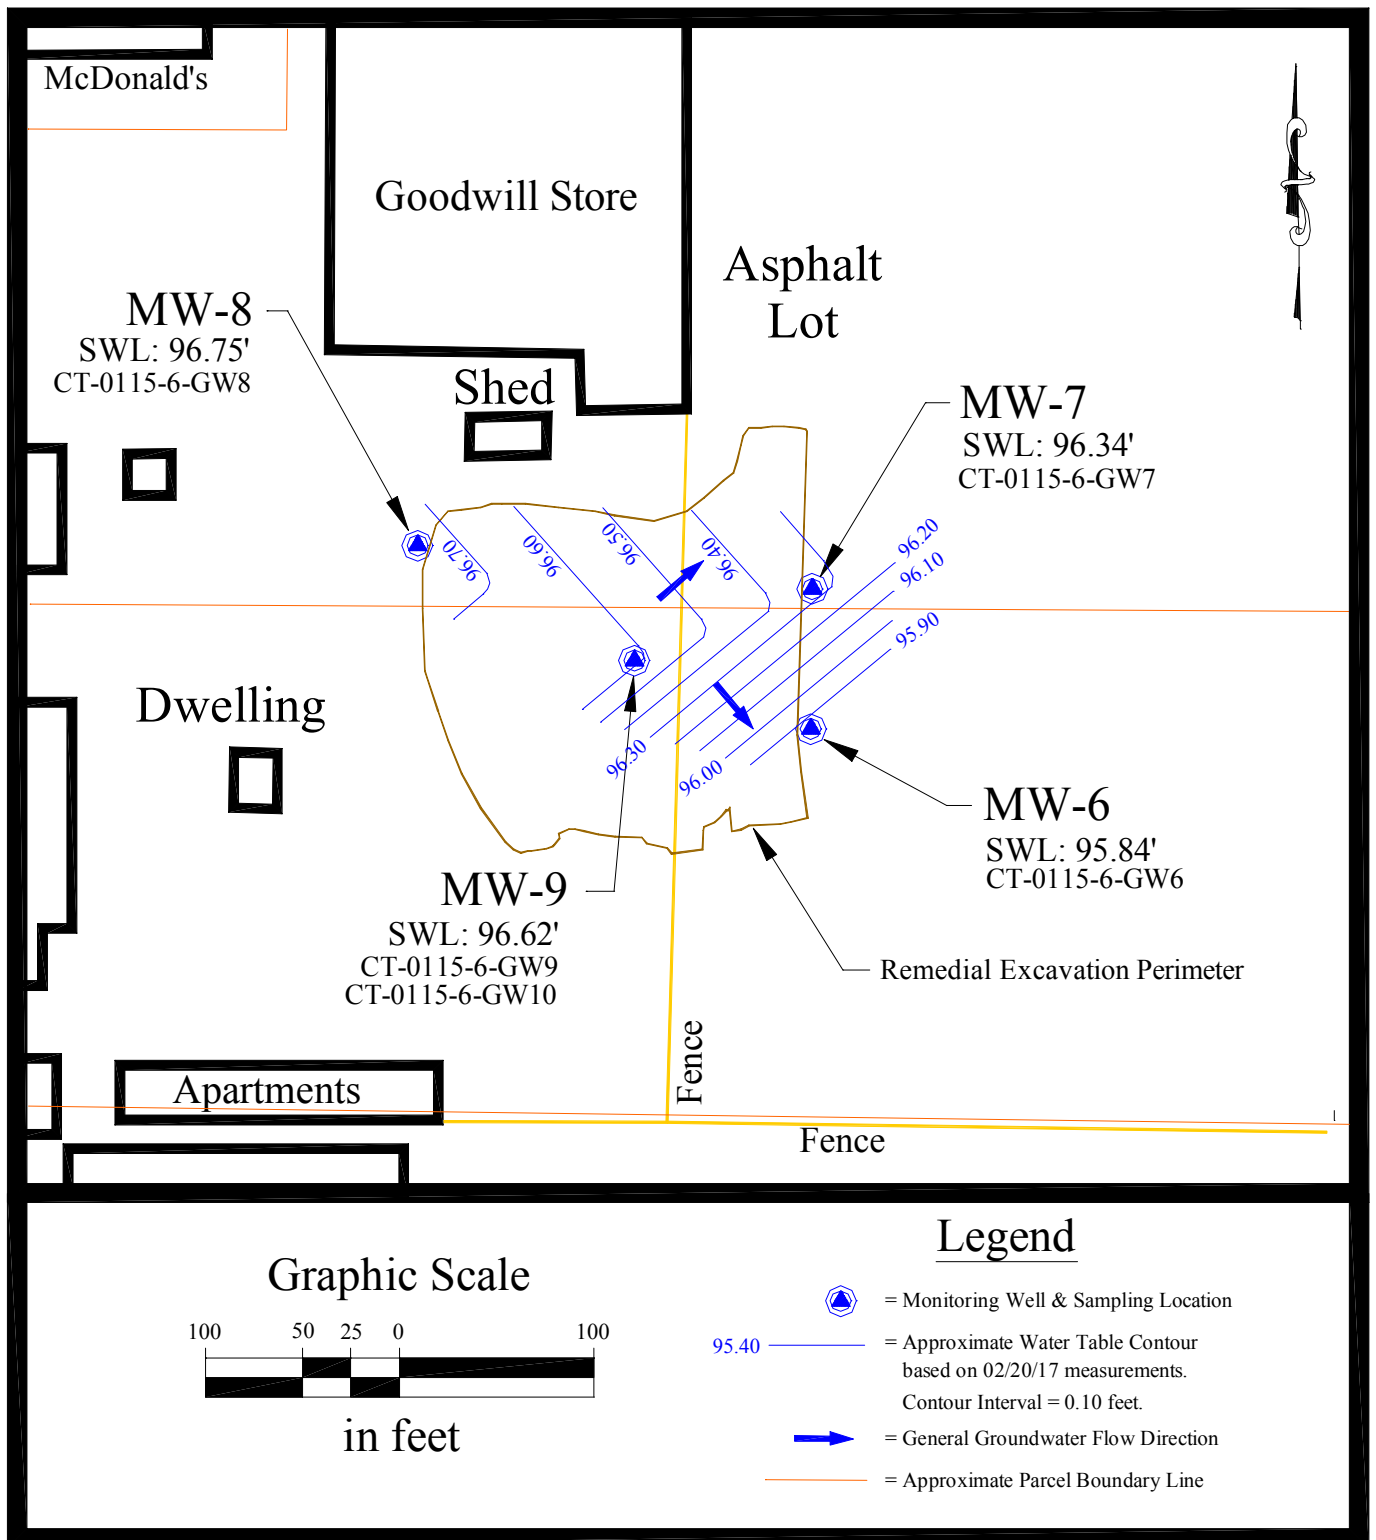 McDonald's
Goodwill Store
Asphalt
Lot
MW-8
SWL: 96.75'
CT-0115-6-GW8
Shed
MW-7
SWL: 96.34'
CT-0115-6-GW7
96.70
96.60
96.50
96.40
96.20
96.10
95.90
Dwelling
96.30
96.00
MW-6
SWL: 95.84'
CT-0115-6-GW6
MW-9
SWL: 96.62'
CT-0115-6-GW9
CT-0115-6-GW10
Remedial Excavation Perimeter
Fence
Apartments
Fence
Graphic Scale
100 50 25 0 100
in feet
Legend
= Monitoring Well & Sampling Location
95.40 = Approximate Water Table Contour
based on 02/20/17 measurements.
Contour Interval = 0.10 feet.
= General Groundwater Flow Direction
= Approximate Parcel Boundary Line